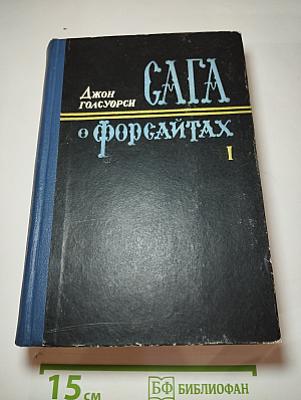 Джон
Голсуорси
САГА
о Форсайтах
I
15 см
БФ БИБЛИОФАН